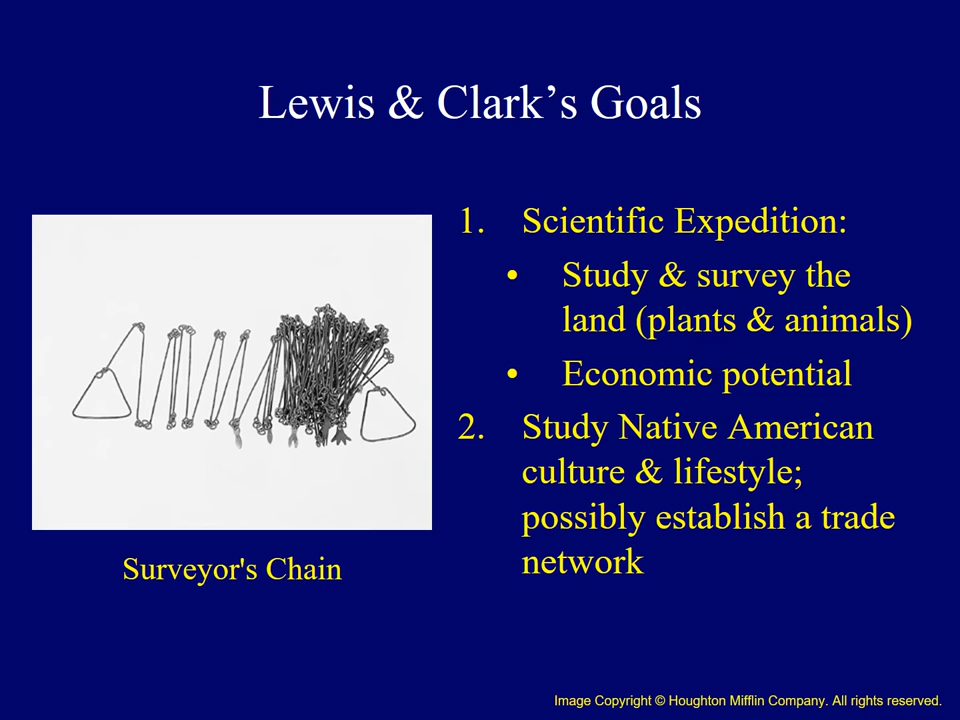 Lewis & Clark’s Goals
1. Scientific Expedition:
• Study & survey the
land (plants & animals)
• Economic potential
2. Study Native American
culture & lifestyle;
possibly establish a trade
network
Surveyor's Chain
Image Copyright © Houghton Mifflin Company. All rights reserved.